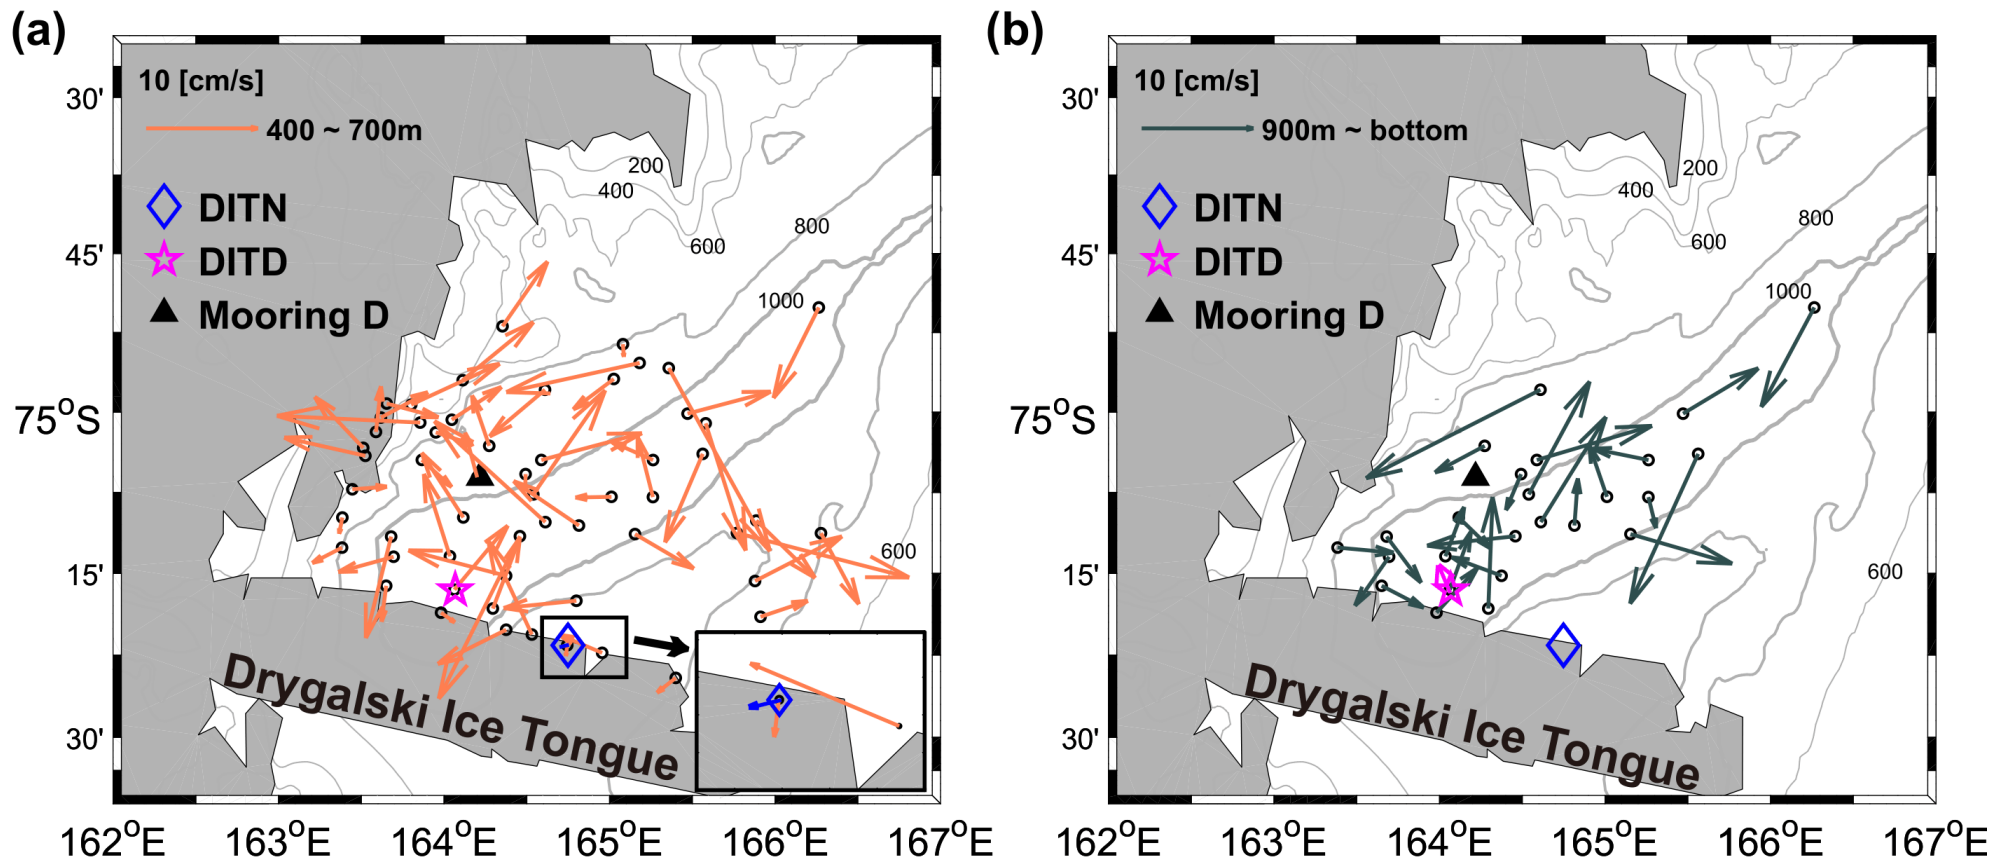 (a)
10 [cm/s]
400 ~ 700m
DITN
DITD
Mooring D
200
400
600
800
1000
600
Drygalski Ice Tongue
30'
45'
75°S
15'
30'
162°E
163°E
164°E
165°E
166°E
167°E
(b)
10 [cm/s]
900m ~ bottom
DITN
DITD
Mooring D
200
400
600
800
1000
600
Drygalski Ice Tongue
30'
45'
75°S
15'
30'
162°E
163°E
164°E
165°E
166°E
167°E